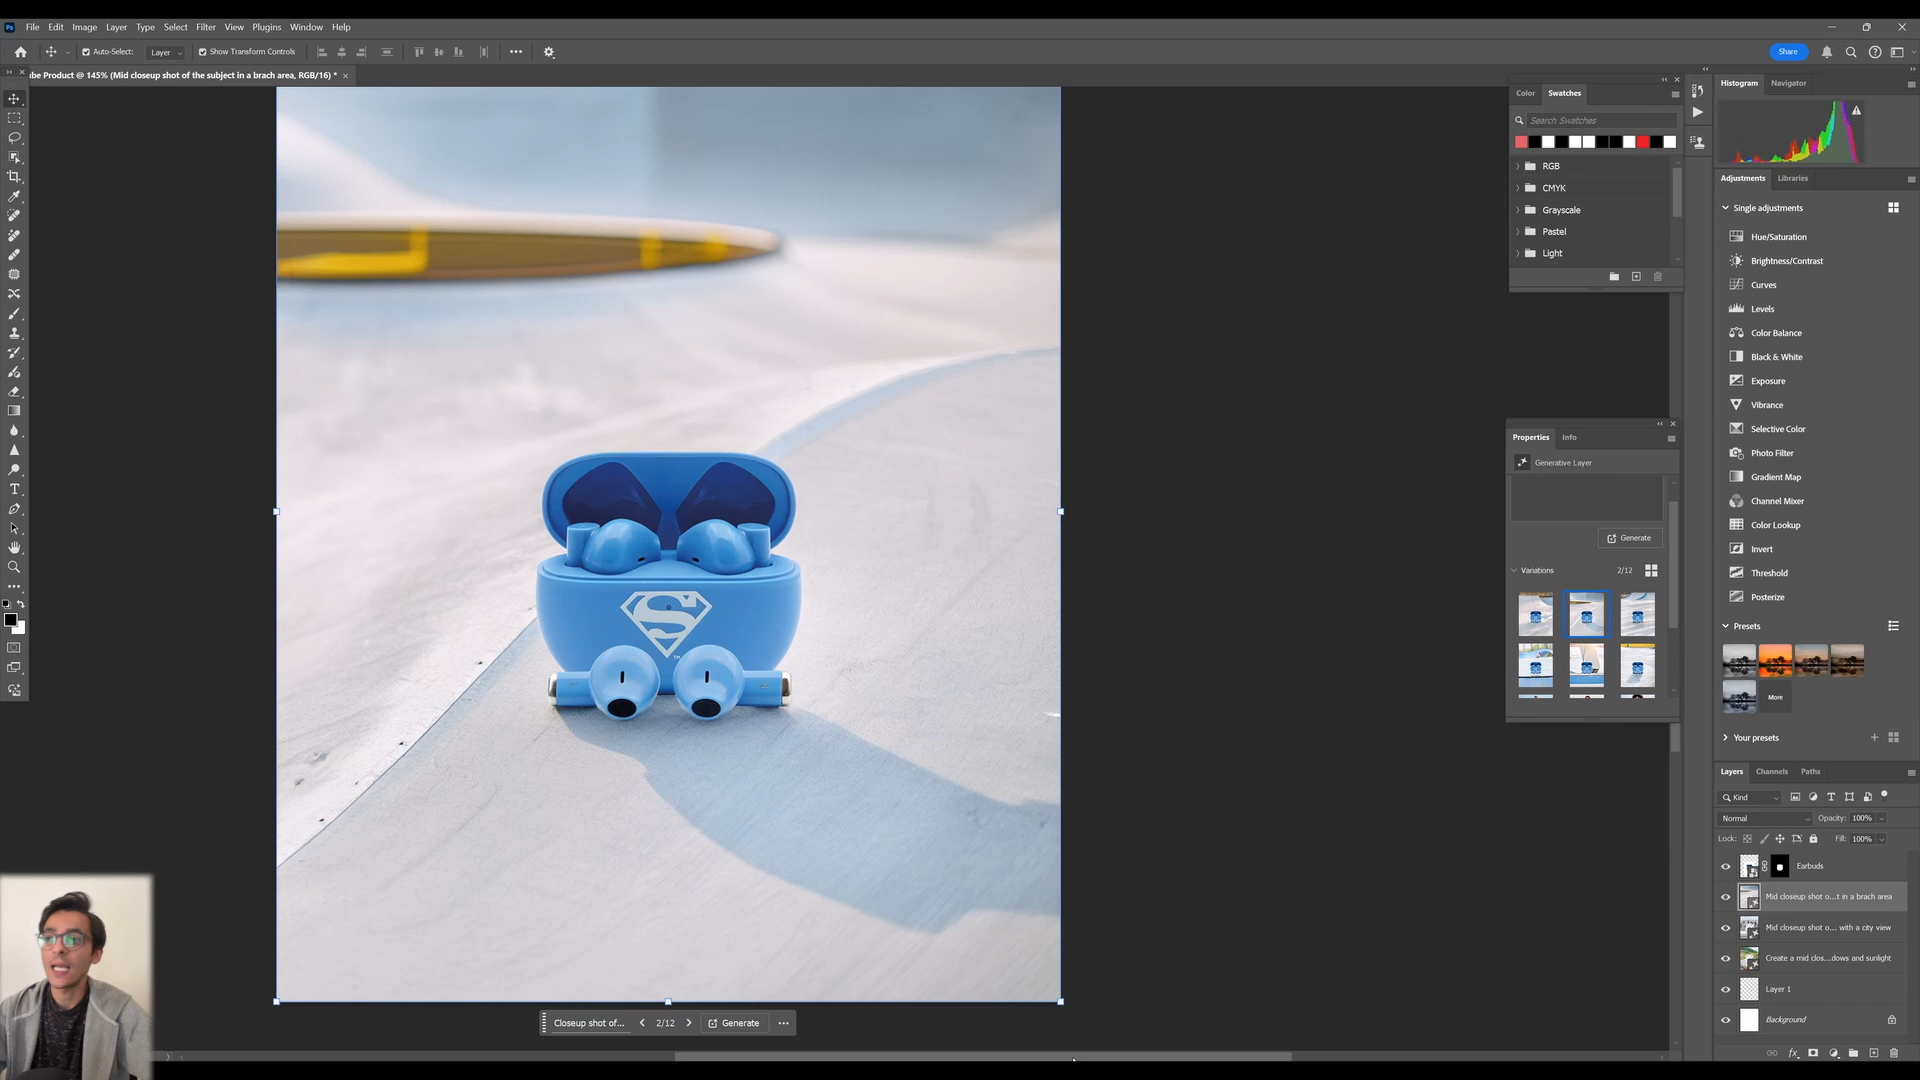 Ps File Edit Image Layer Type Select Filter View Plugins Window Help
Auto-Select: Layer Show Transform Controls Share
be Product @ 145% (Mid closeup shot of the subject in a brach area, RGB/16) *
Color Swatches
Search Swatches
RGB
CMYK
Grayscale
Pastel
Light
Histogram Navigator
Adjustments Libraries
Single adjustments
Hue/Saturation
Brightness/Contrast
Curves
Levels
Color Balance
Black & White
Exposure
Vibrance
Selective Color
Photo Filter
Gradient Map
Channel Mixer
Color Lookup
Invert
Threshold
Posterize
Presets
More
Your presets
Properties Info
Generative Layer
Generate
Variations 2/12
S
TM
Closeup shot of... 2/12 Generate
Layers Channels Paths
Kind
Normal Opacity: 100%
Lock: Fill: 100%
Earbuds
Mid closeup shot o...t in a brach area
Mid closeup shot o... with a city view
Create a mid clos...dows and sunlight
Layer 1
Background